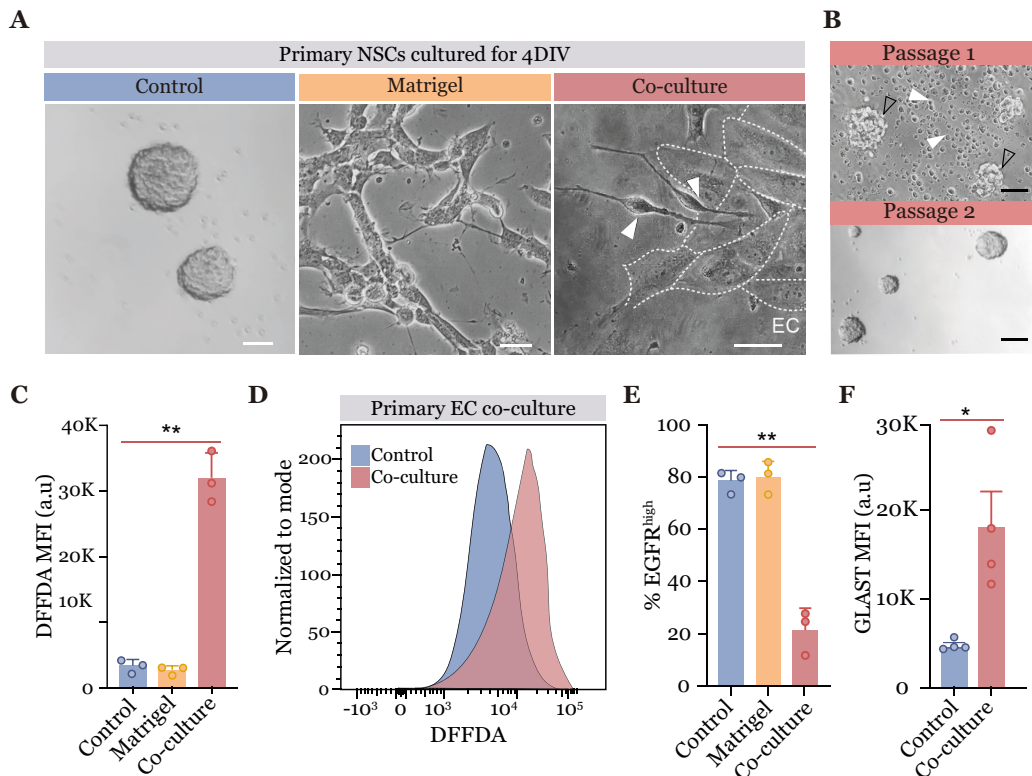 A
Primary NSCs cultured for 4DIV
Control
Matrigel
Co-culture
EC
B
Passage 1
Passage 2
C
DFFDA MFI (a.u)
40K
30K
20K
10K
0
**
Control
Matrigel
Co-culture
D
Primary EC co-culture
Control
Co-culture
Normalized to mode
200
150
100
50
0
-10³
0
10³
10⁴
10⁵
DFFDA
E
% EGFRʰⁱᵍʰ
100
80
60
40
20
0
**
Control
Matrigel
Co-culture
F
GLAST MFI (a.u)
30K
20K
10K
0
*
Control
Co-culture